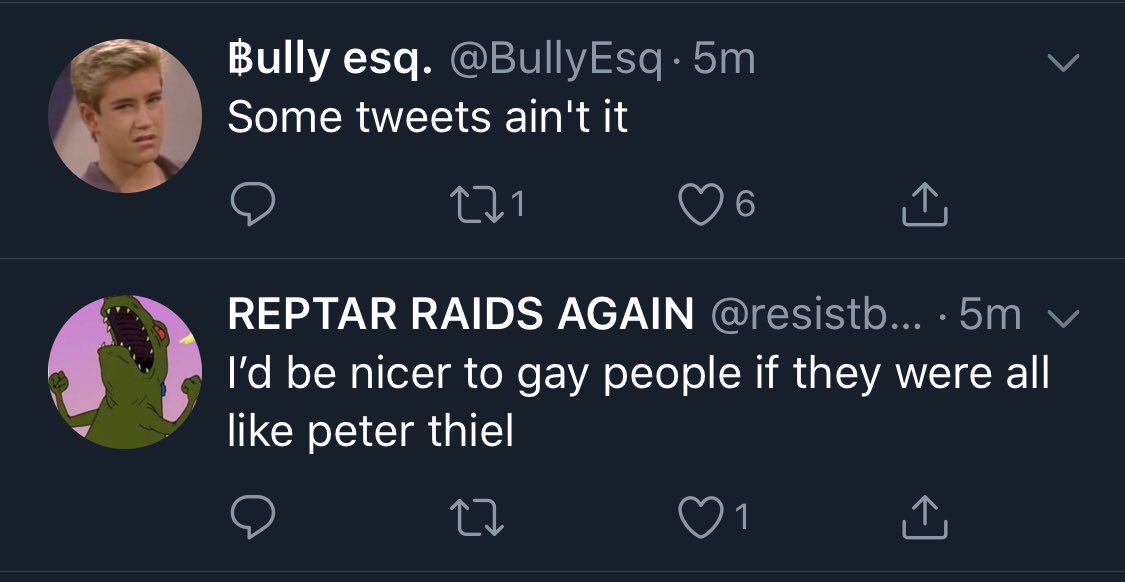 ₿ully esq. @BullyEsq · 5m
Some tweets ain't it
1 6
REPTAR RAIDS AGAIN @resistb... · 5m
I’d be nicer to gay people if they were all
like peter thiel
1